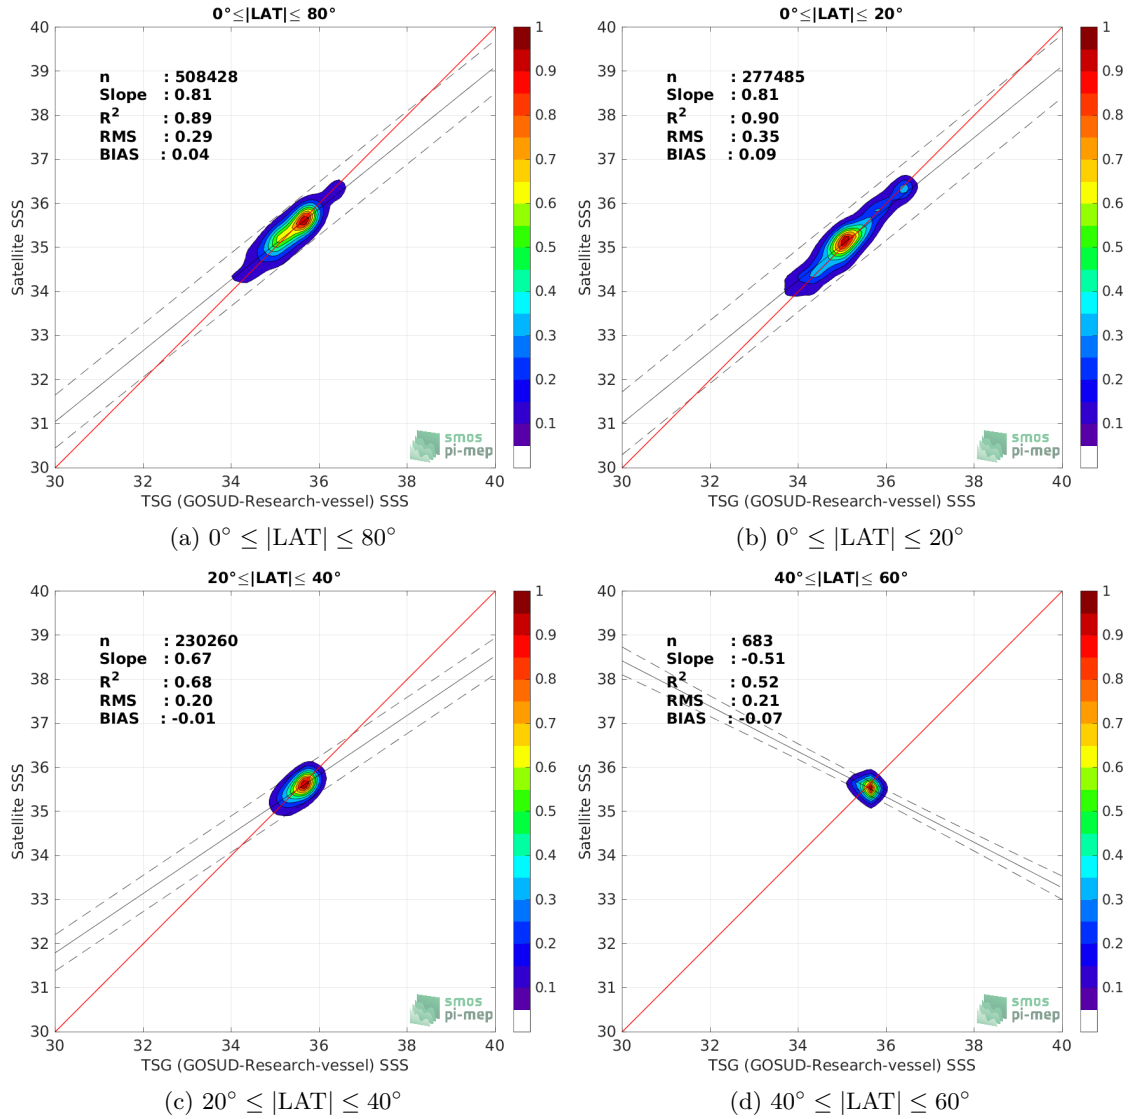 0°≤|LAT|≤ 80°
40
39
38
37
36
35
34
33
32
31
30
Satellite SSS
n : 508428
Slope : 0.81
R² : 0.89
RMS : 0.29
BIAS : 0.04
smos
pi-mep
30 32 34 36 38 40
TSG (GOSUD-Research-vessel) SSS
1
0.9
0.8
0.7
0.6
0.5
0.4
0.3
0.2
0.1
(a) 0° ≤ |LAT| ≤ 80°
0°≤|LAT|≤ 20°
40
39
38
37
36
35
34
33
32
31
30
Satellite SSS
n : 277485
Slope : 0.81
R² : 0.90
RMS : 0.35
BIAS : 0.09
smos
pi-mep
30 32 34 36 38 40
TSG (GOSUD-Research-vessel) SSS
1
0.9
0.8
0.7
0.6
0.5
0.4
0.3
0.2
0.1
(b) 0° ≤ |LAT| ≤ 20°
20°≤|LAT|≤ 40°
40
39
38
37
36
35
34
33
32
31
30
Satellite SSS
n : 230260
Slope : 0.67
R² : 0.68
RMS : 0.20
BIAS : -0.01
smos
pi-mep
30 32 34 36 38 40
TSG (GOSUD-Research-vessel) SSS
1
0.9
0.8
0.7
0.6
0.5
0.4
0.3
0.2
0.1
(c) 20° ≤ |LAT| ≤ 40°
40°≤|LAT|≤ 60°
40
39
38
37
36
35
34
33
32
31
30
Satellite SSS
n : 683
Slope : -0.51
R² : 0.52
RMS : 0.21
BIAS : -0.07
smos
pi-mep
30 32 34 36 38 40
TSG (GOSUD-Research-vessel) SSS
1
0.9
0.8
0.7
0.6
0.5
0.4
0.3
0.2
0.1
(d) 40° ≤ |LAT| ≤ 60°